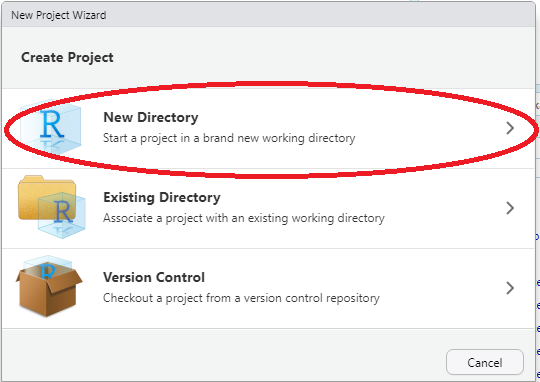 New Project Wizard
Create Project
New Directory
Start a project in a brand new working directory
Existing Directory
Associate a project with an existing working directory
Version Control
Checkout a project from a version control repository
Cancel